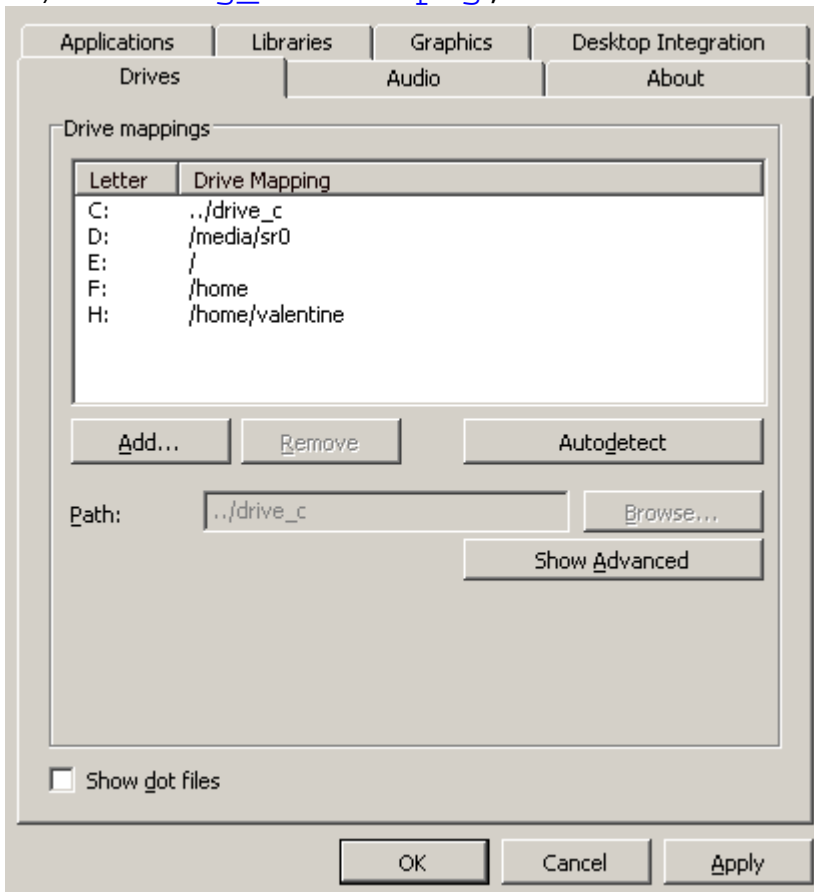 Applications Libraries Graphics Desktop Integration
Drives Audio About
Drive mappings
Letter Drive Mapping
C: ../drive_c
D: /media/sr0
E: /
F: /home
H: /home/valentine
Add... Remove Autodetect
Path: ../drive_c Browse...
Show Advanced
Show dot files
OK Cancel Apply